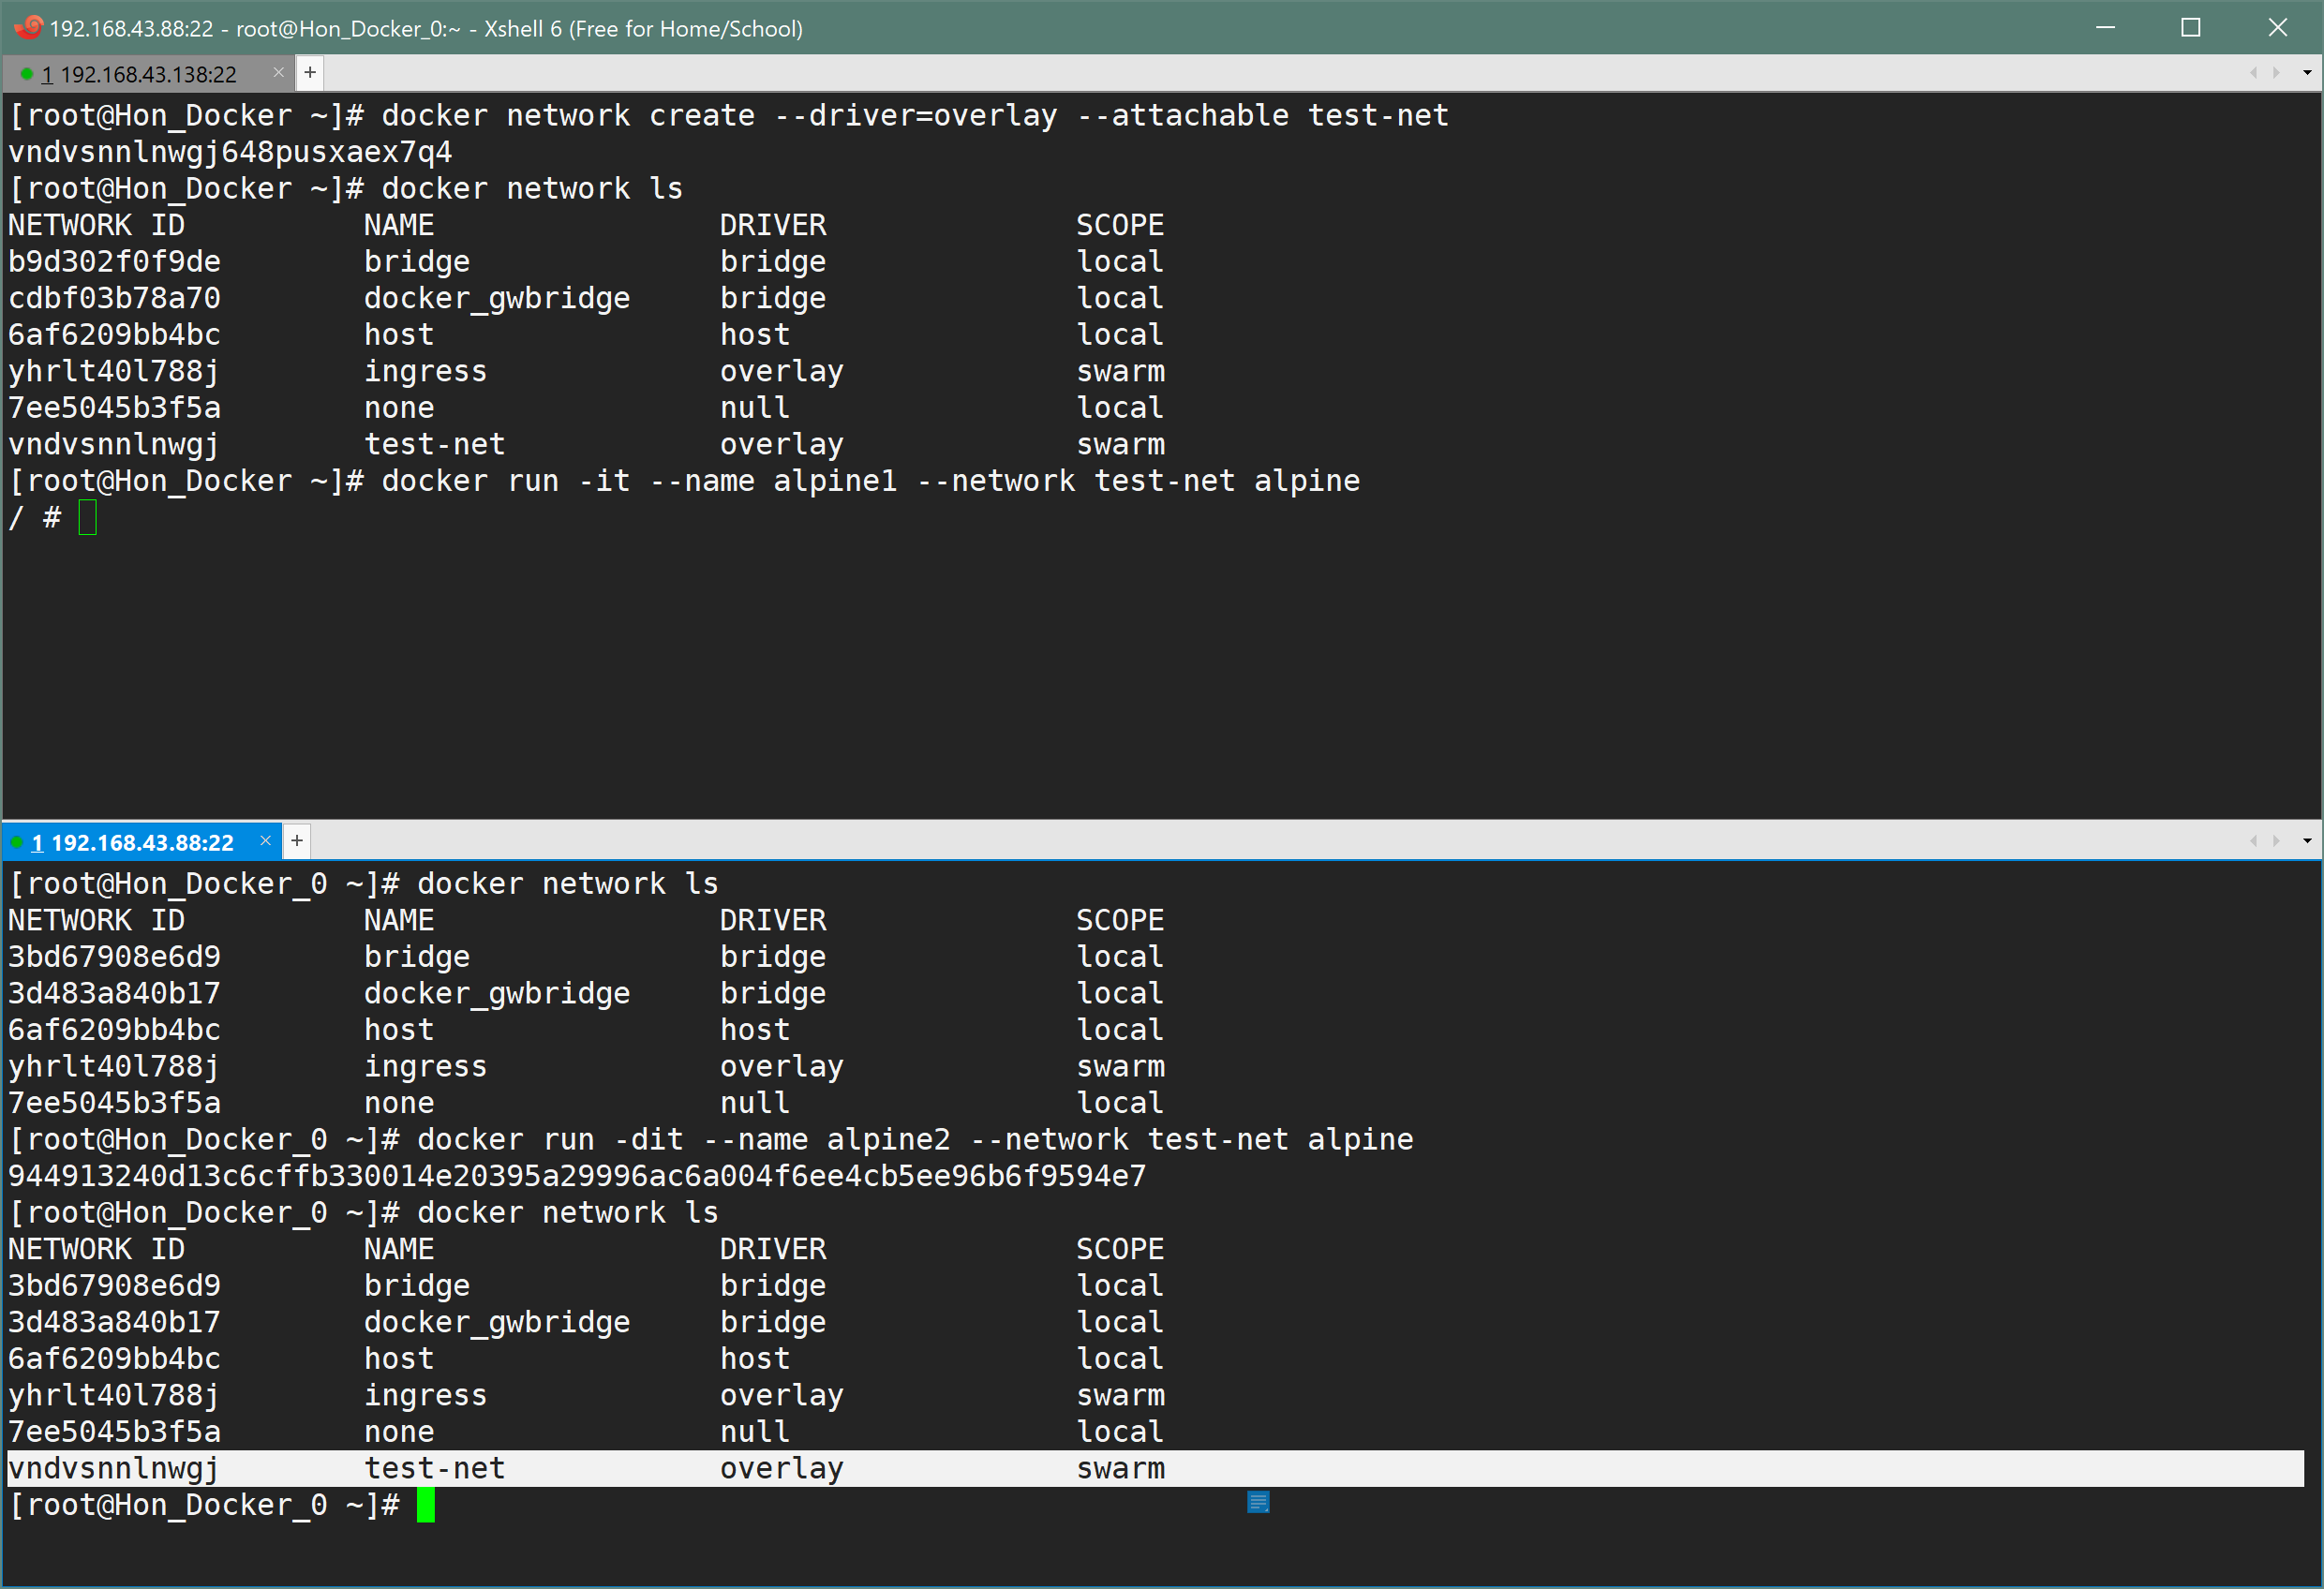 192.168.43.88:22 - root@Hon_Docker_0:~ - Xshell 6 (Free for Home/School)
1 192.168.43.138:22 × +
[root@Hon_Docker ~]# docker network create --driver=overlay --attachable test-net
vndvsnnlnwgj648pusxaex7q4
[root@Hon_Docker ~]# docker network ls
NETWORK ID          NAME                DRIVER              SCOPE
b9d302f0f9de        bridge              bridge              local
cdbf03b78a70        docker_gwbridge     bridge              local
6af6209bb4bc        host                host                local
yhrlt40l788j        ingress             overlay             swarm
7ee5045b3f5a        none                null                local
vndvsnnlnwgj        test-net            overlay             swarm
[root@Hon_Docker ~]# docker run -it --name alpine1 --network test-net alpine
/ #
1 192.168.43.88:22 × +
[root@Hon_Docker_0 ~]# docker network ls
NETWORK ID          NAME                DRIVER              SCOPE
3bd67908e6d9        bridge              bridge              local
3d483a840b17        docker_gwbridge     bridge              local
6af6209bb4bc        host                host                local
yhrlt40l788j        ingress             overlay             swarm
7ee5045b3f5a        none                null                local
[root@Hon_Docker_0 ~]# docker run -dit --name alpine2 --network test-net alpine
944913240d13c6cffb330014e20395a29996ac6a004f6ee4cb5ee96b6f9594e7
[root@Hon_Docker_0 ~]# docker network ls
NETWORK ID          NAME                DRIVER              SCOPE
3bd67908e6d9        bridge              bridge              local
3d483a840b17        docker_gwbridge     bridge              local
6af6209bb4bc        host                host                local
yhrlt40l788j        ingress             overlay             swarm
7ee5045b3f5a        none                null                local
vndvsnnlnwgj        test-net            overlay             swarm
[root@Hon_Docker_0 ~]#